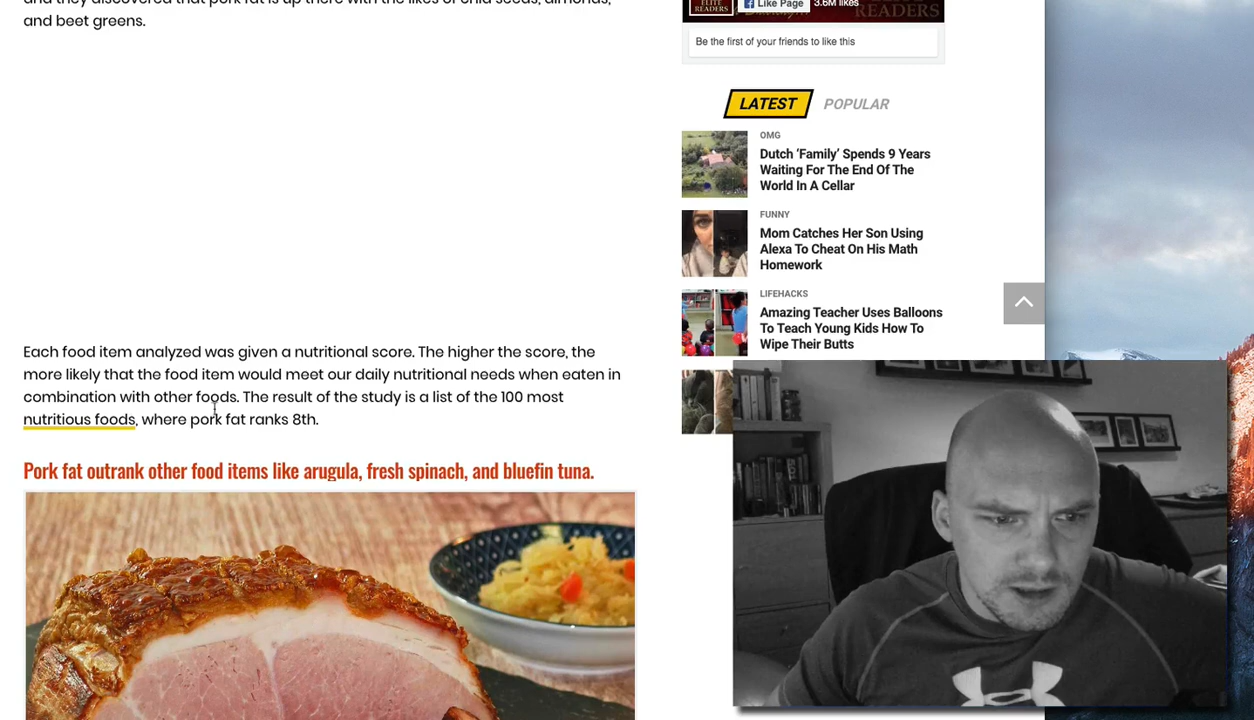 and they discovered that pork fat is up there with the likes of chia seeds, almonds,
and beet greens.
Each food item analyzed was given a nutritional score. The higher the score, the
more likely that the food item would meet our daily nutritional needs when eaten in
combination with other foods. The result of the study is a list of the 100 most
nutritious foods, where pork fat ranks 8th.
Pork fat outrank other food items like arugula, fresh spinach, and bluefin tuna.
ELITE
READERS
Like Page
3.6M likes
READERS
Be the first of your friends to like this
LATEST
POPULAR
OMG
Dutch ‘Family’ Spends 9 Years
Waiting For The End Of The
World In A Cellar
FUNNY
Mom Catches Her Son Using
Alexa To Cheat On His Math
Homework
LIFEHACKS
Amazing Teacher Uses Balloons
To Teach Young Kids How To
Wipe Their Butts